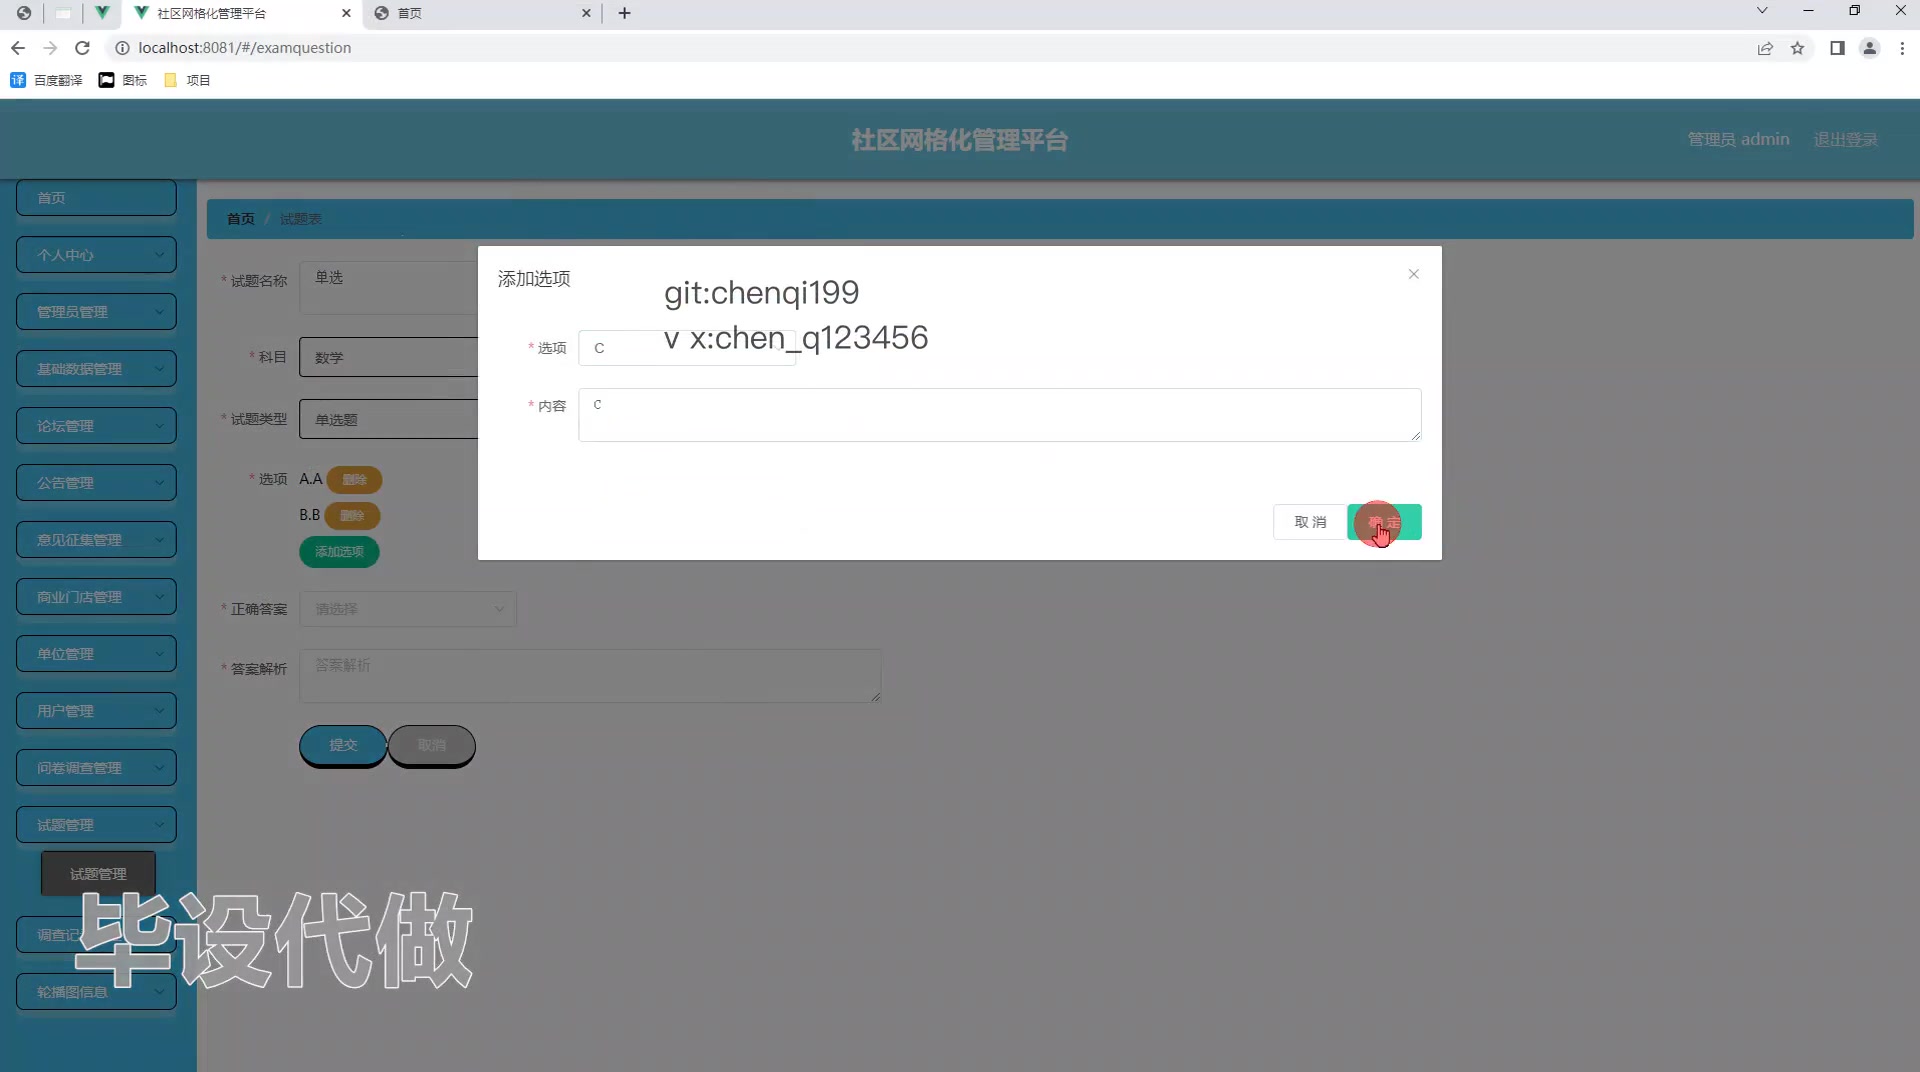 社区网格化管理平台
首页
localhost:8081/#/examquestion
译 百度翻译
图标
项目
社区网格化管理平台
管理员 admin
退出登录
首页
个人中心
管理员管理
基础数据管理
论坛管理
公告管理
意见征集管理
商业门店管理
单位管理
用户管理
问卷调查管理
试题管理
试题管理
调查记
轮播图信息
首页 / 试题表
* 试题名称 单选
* 科目 数学
* 试题类型 单选题
* 选项 A.A 删除
B.B 删除
添加选项
* 正确答案 请选择
* 答案解析 答案解析
提交 取消
添加选项
git:chenqi199
v x:chen_q123456
* 选项 C
* 内容 C
取 消 确 定
毕设代做